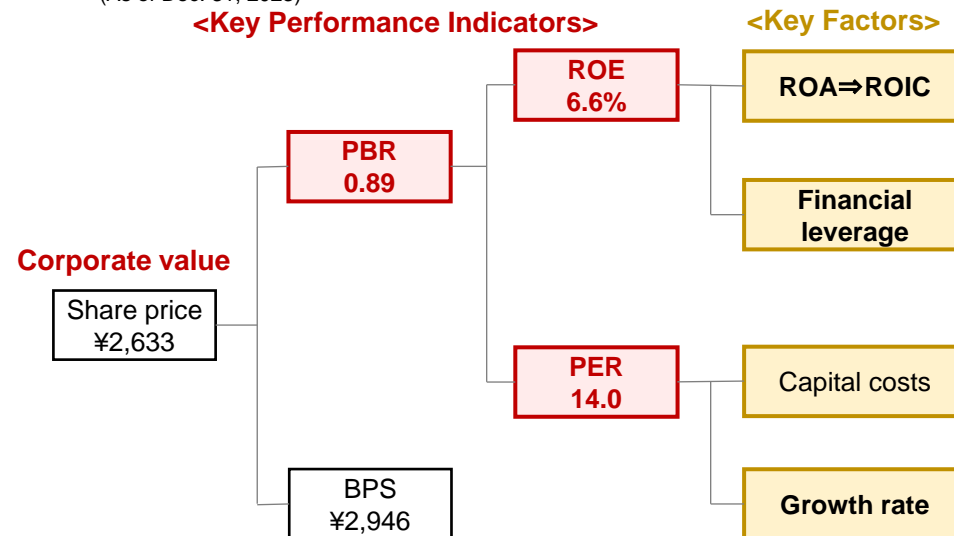 <Key Performance Indicators>
<Key Factors>
ROE
6.6%
ROA⇒ROIC
PBR
0.89
Financial
leverage
Corporate value
Share price
¥2,633
PER
14.0
Capital costs
BPS
¥2,946
Growth rate